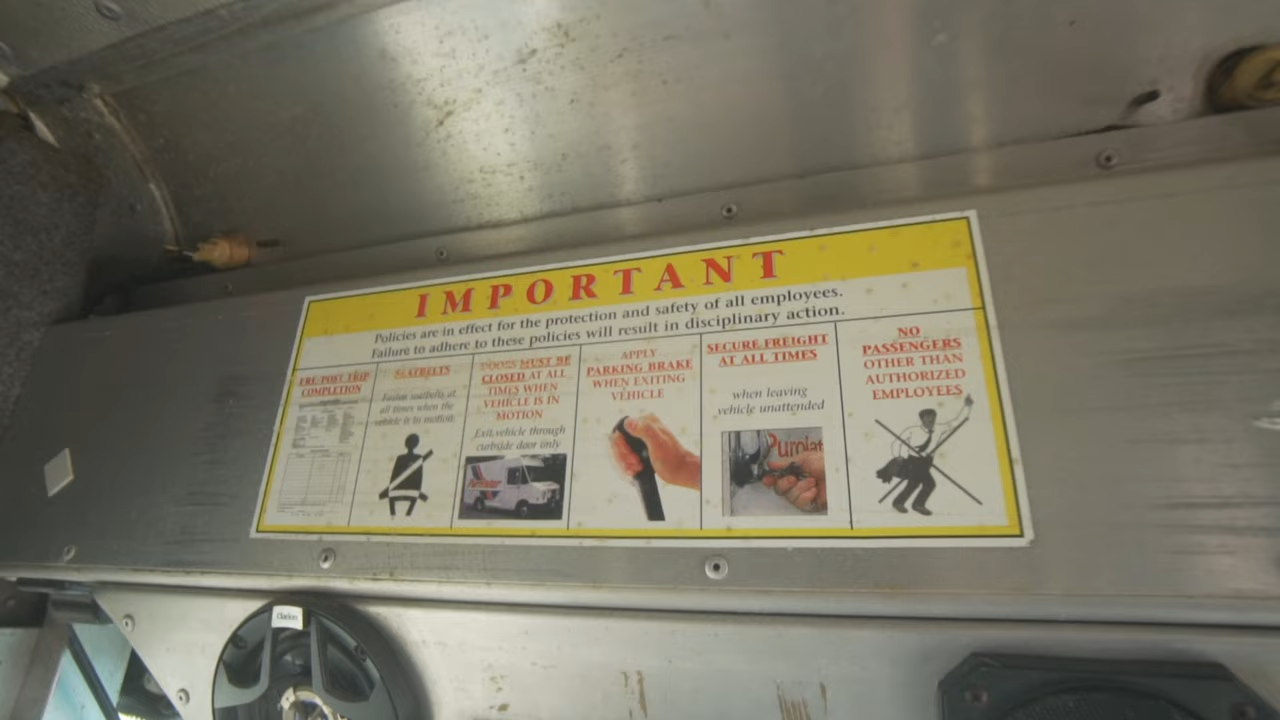 IMPORTANT
Policies are in effect for the protection and safety of all employees.
Failure to adhere to these policies will result in disciplinary action.
PRE/POST TRIP
COMPLETION
SEATBELTS
Fasten seatbelts at
all times when the
vehicle is in motion
DOORS MUST BE
CLOSED AT ALL
TIMES WHEN
VEHICLE IS IN
MOTION
Exit vehicle through
curbside door only
APPLY
PARKING BRAKE
WHEN EXITING
VEHICLE
SECURE FREIGHT
AT ALL TIMES
when leaving
vehicle unattended
Purolat
NO
PASSENGERS
OTHER THAN
AUTHORIZED
EMPLOYEES
Clarion